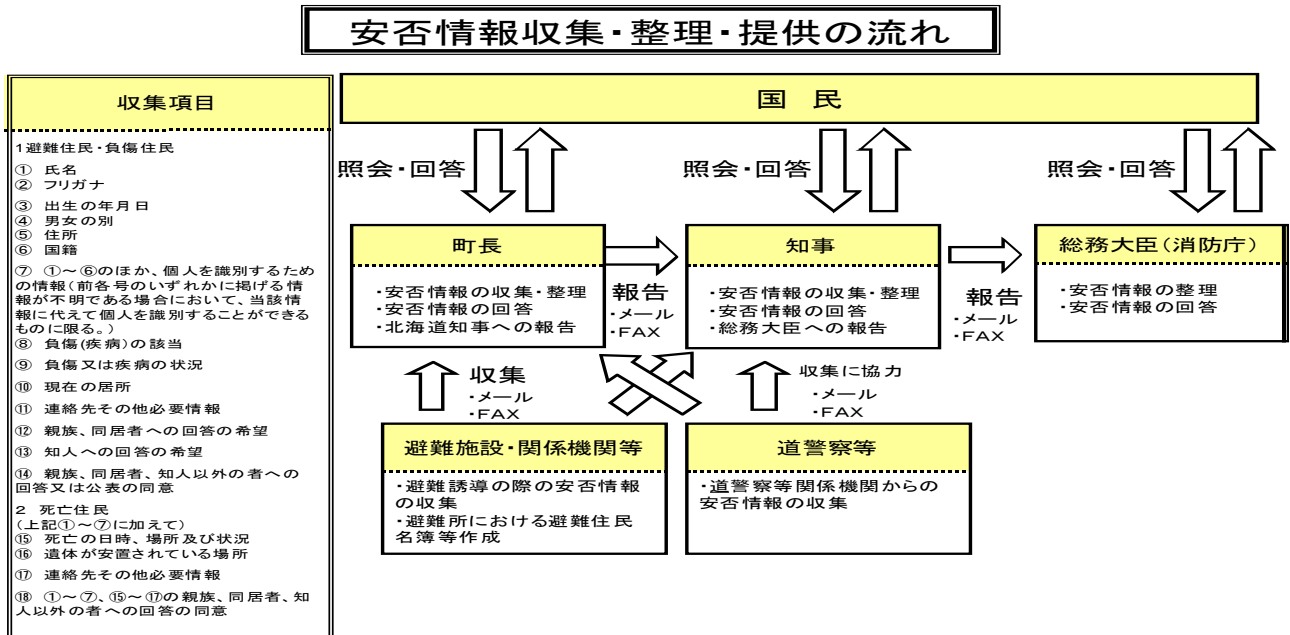 安否情報収集・整理・提供の流れ
収集項目
1避難住民・負傷住民
① 氏名
② フリガナ
③ 出生の年月日
④ 男女の別
⑤ 住所
⑥ 国籍
⑦ ①～⑥のほか、個人を識別するため
の情報（前各号のいずれかに掲げる情
報が不明である場合において、当該情
報に代えて個人を識別することができる
ものに限る。）
⑧ 負傷(疾病)の該当
⑨ 負傷又は疾病の状況
⑩ 現在の居所
⑪ 連絡先その他必要情報
⑫ 親族、同居者への回答の希望
⑬ 知人への回答の希望
⑭ 親族、同居者、知人以外の者への
回答又は公表の同意
2 死亡住民
(上記①～⑦に加えて)
⑮ 死亡の日時、場所及び状況
⑯ 遺体が安置されている場所
⑰ 連絡先その他必要情報
⑱ ①～⑦、⑮～⑰の親族、同居者、知
人以外の者への回答の同意
国 民
照会・回答
照会・回答
照会・回答
町長
・安否情報の収集・整理
・安否情報の回答
・北海道知事への報告
報告
・メール
・FAX
知事
・安否情報の収集・整理
・安否情報の回答
・総務大臣への報告
報告
・メール
・FAX
総務大臣（消防庁）
・安否情報の整理
・安否情報の回答
収集
・メール
・FAX
収集に協力
・メール
・FAX
避難施設・関係機関等
・避難誘導の際の安否情報
の収集
・避難所における避難住民
名簿等作成
道警察等
・道警察等関係機関からの
安否情報の収集